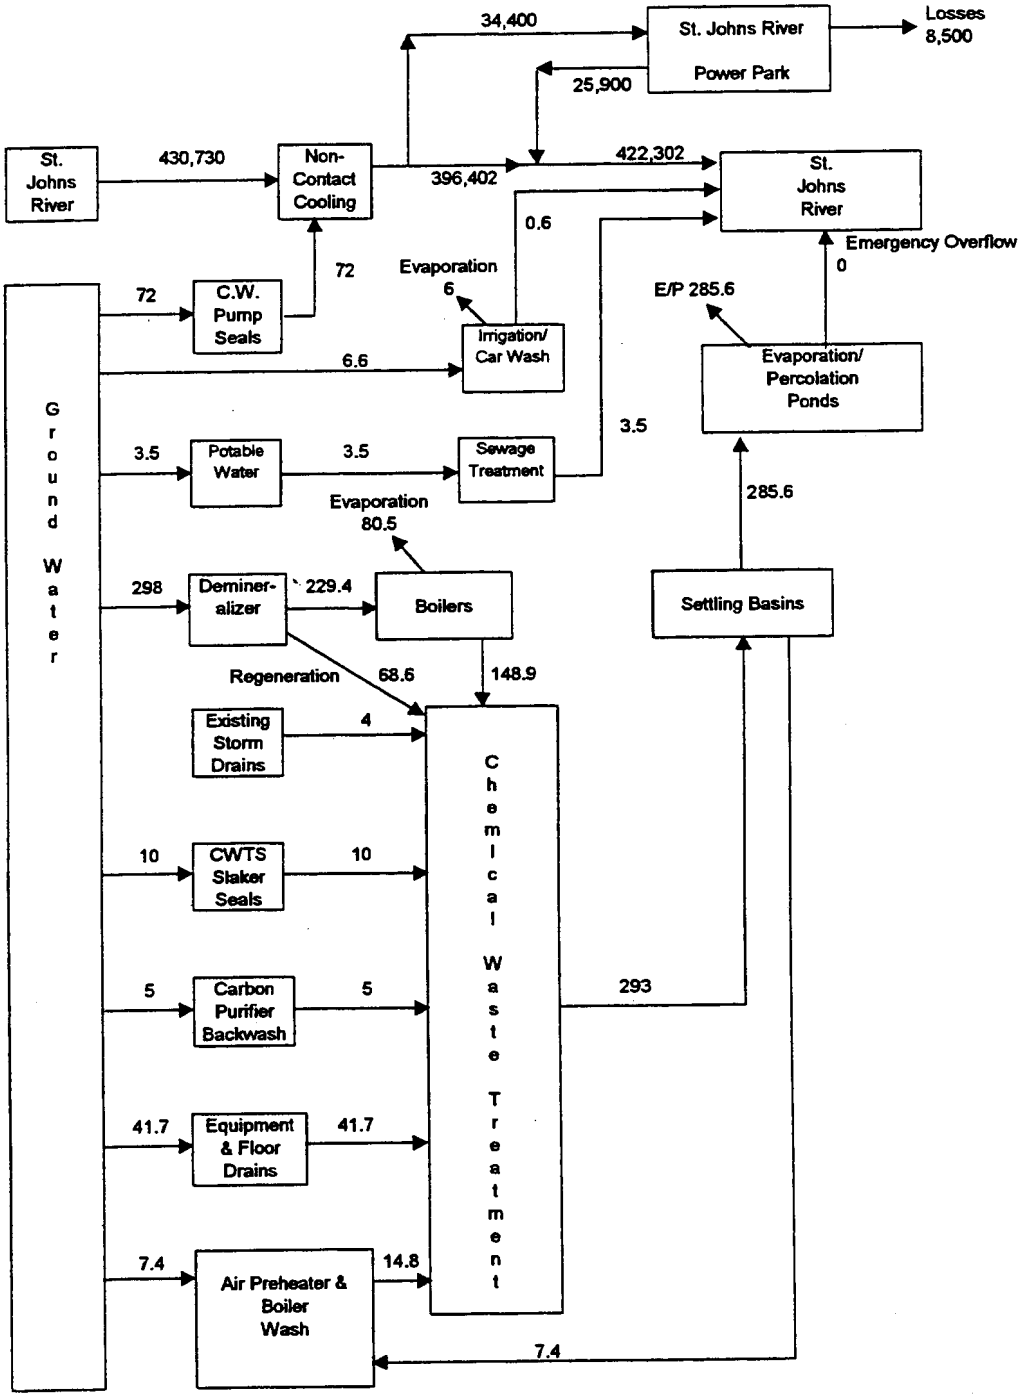 34,400
St. Johns River
Power Park
Losses
8,500
25,900
St.
Johns
River
430,730
Non-
Contact
Cooling
396,402
422,302
St.
Johns
River
0.6
Emergency Overflow
0
72
C.W.
Pump
Seals
72
Evaporation
6
Irrigation/
Car Wash
E/P 285.6
Evaporation/
Percolation
Ponds
6.6
Ground Water
3.5
Potable
Water
3.5
Sewage
Treatment
3.5
285.6
Evaporation
80.5
298
Deminer-
alizer
229.4
Boilers
Settling Basins
Regeneration
68.6
148.9
Existing
Storm
Drains
4
Chemical Waste Treatment
10
CWTS
Slaker
Seals
10
5
Carbon
Purifier
Backwash
5
293
41.7
Equipment
& Floor
Drains
41.7
7.4
Air Preheater &
Boiler
Wash
14.8
7.4